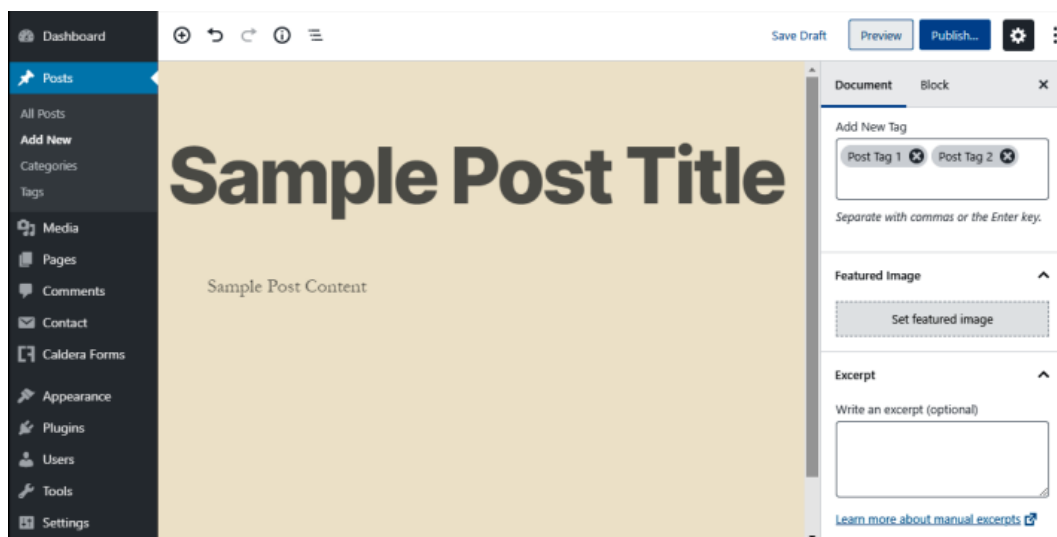 Dashboard
Posts
All Posts
Add New
Categories
Tags
Media
Pages
Comments
Contact
Caldera Forms
Appearance
Plugins
Users
Tools
Settings
Save Draft
Preview
Publish...
Sample Post Title
Sample Post Content
Document Block
Add New Tag
Post Tag 1 Post Tag 2
Separate with commas or the Enter key.
Featured Image
Set featured image
Excerpt
Write an excerpt (optional)
Learn more about manual excerpts